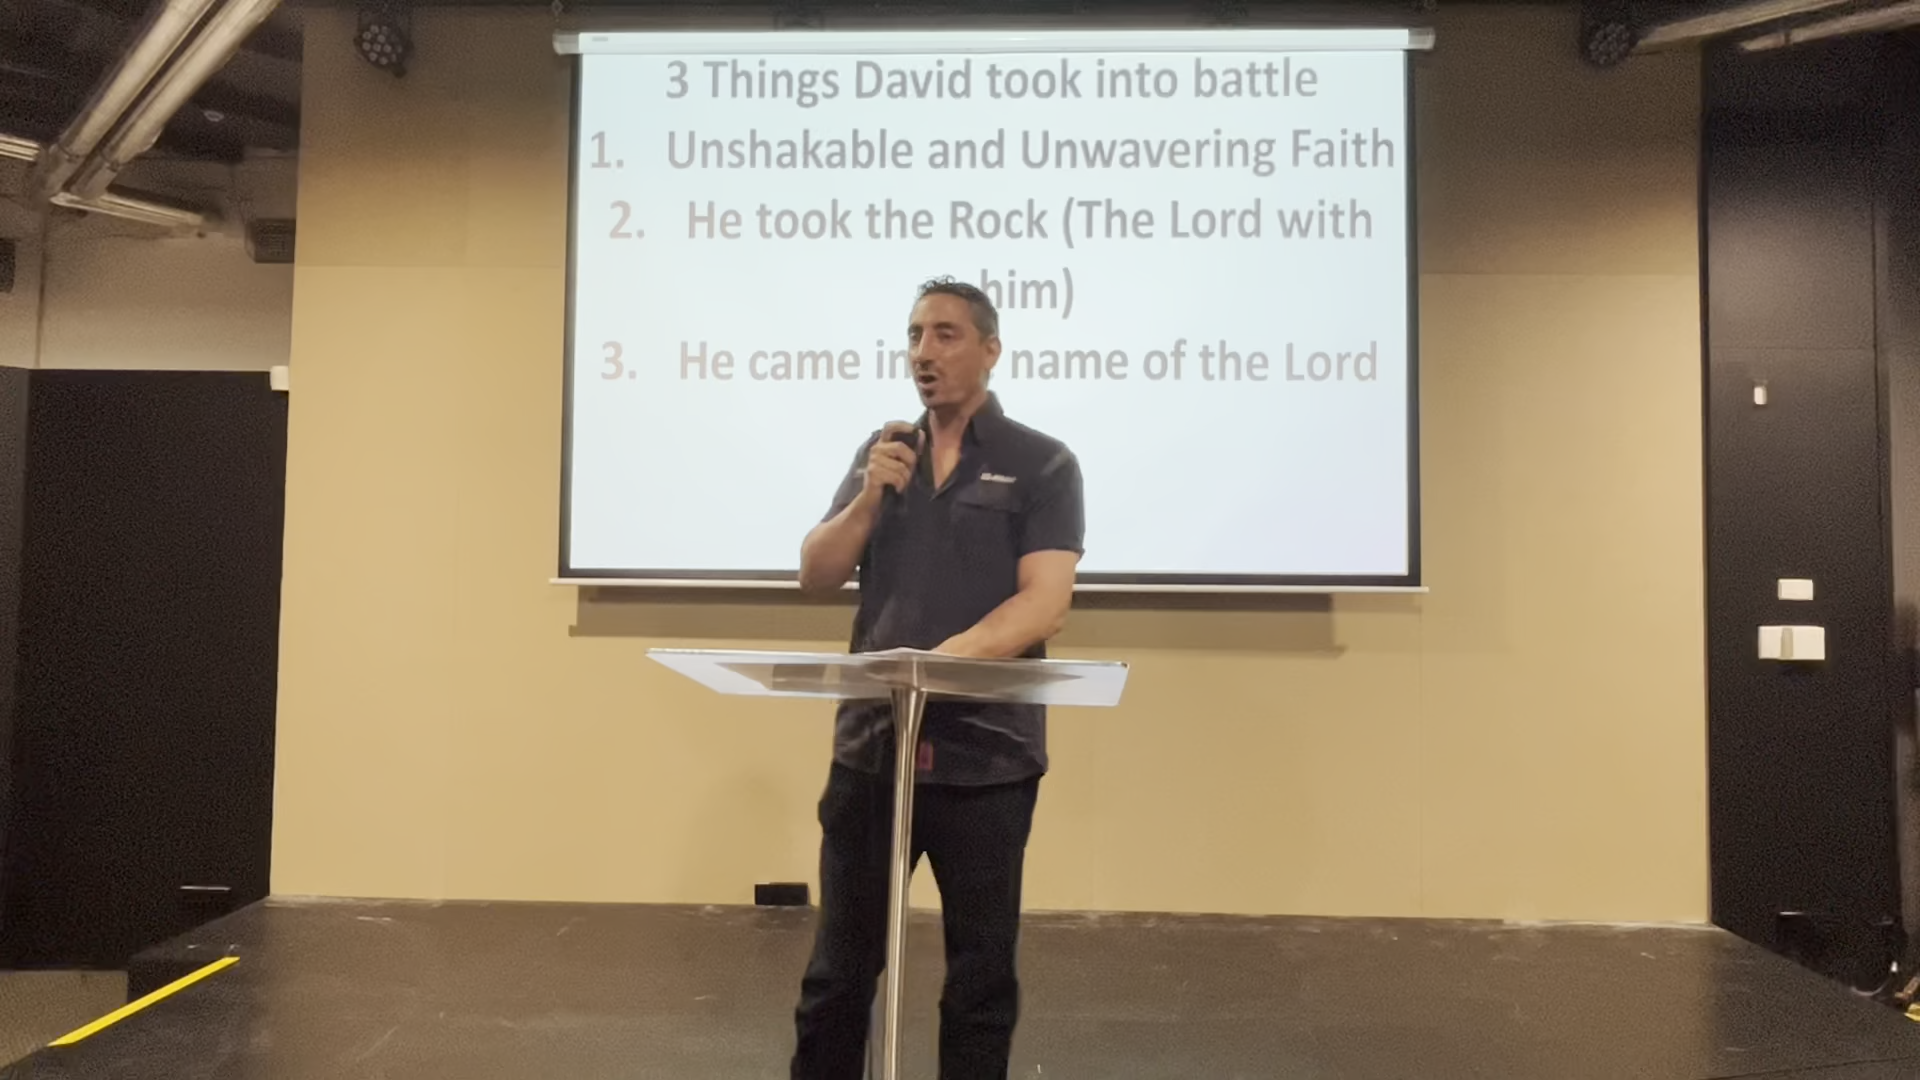 3 Things David took into battle
1. Unshakable and Unwavering Faith
2. He took the Rock (The Lord with
him)
3. He came in name of the Lord